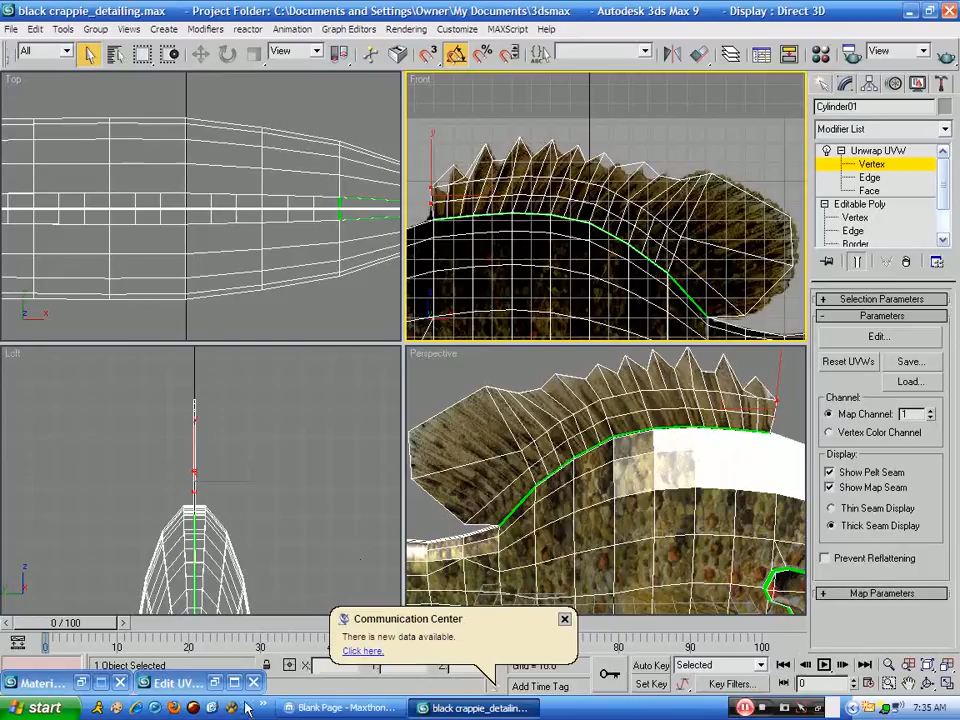 black crappie_detailing.max - Project Folder: C:\Documents and Settings\Owner\My Documents\3dsmax - Autodesk 3ds Max 9 - Display : Direct 3D
File Edit Tools Group Views Create Modifiers reactor Animation Graph Editors Rendering Customize MAXScript Help
All View 3 View
Top
Front
Cylinder01
Modifier List
Unwrap UVW
Vertex
Edge
Face
Editable Poly
Vertex
Edge
Border
Selection Parameters
Parameters
Edit...
Reset UVWs Save...
Load...
Channel:
Map Channel: 1
Vertex Color Channel
Display:
Show Pelt Seam
Show Map Seam
Thin Seam Display
Thick Seam Display
Prevent Reflattening
Map Parameters
Left
Perspective
y
z x
z
0 / 100
Communication Center
There is new data available.
Click here.
0 10 20 30 80 90 100
1 Object Selected
Grid = 10.0
Add Time Tag
Auto Key Selected
Set Key Key Filters... 0
Materi... Edit UV...
start Blank Page - Maxthon... black crappie_detailin... 7:35 AM